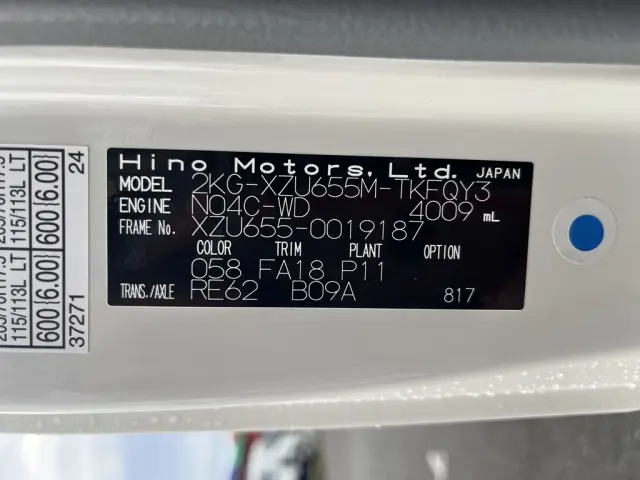 Hino Motors, Ltd. JAPAN
MODEL 2KG-XZU655M-TKFQY3
ENGINE N04C-WD 4009 mL
FRAME No. XZU655-0019187
COLOR TRIM PLANT OPTION
058 FA18 P11
TRANS./AXLE RE62 B09A 817
115/113L LT
600 (6.00) 24
115/113L LT
600 (6.00)
37271